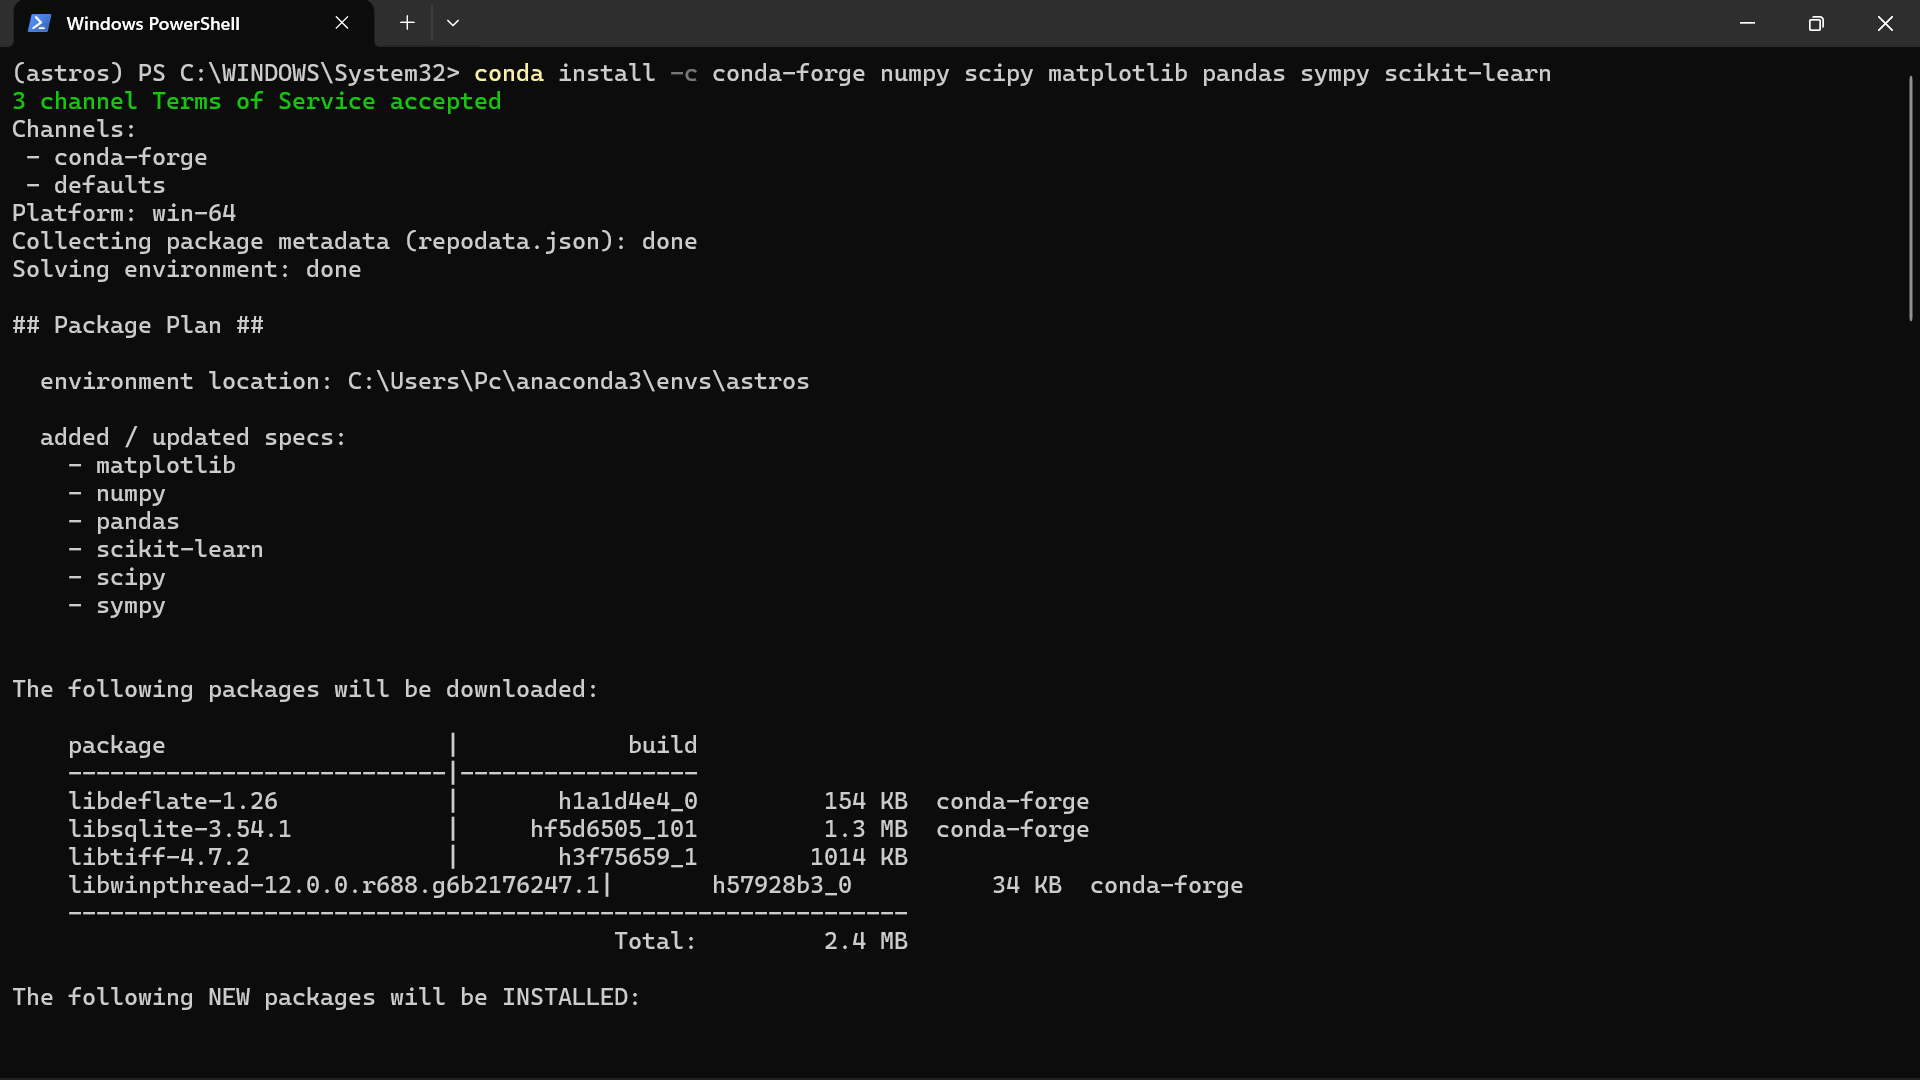 Windows PowerShell
(astros) PS C:\WINDOWS\System32> conda install -c conda-forge numpy scipy matplotlib pandas sympy scikit-learn
3 channel Terms of Service accepted
Channels:
 - conda-forge
 - defaults
Platform: win-64
Collecting package metadata (repodata.json): done
Solving environment: done

## Package Plan ##

  environment location: C:\Users\Pc\anaconda3\envs\astros

  added / updated specs:
    - matplotlib
    - numpy
    - pandas
    - scikit-learn
    - scipy
    - sympy


The following packages will be downloaded:

    package                    |            build
    ---------------------------|-----------------
    libdeflate-1.26            |       h1a1d4e4_0         154 KB  conda-forge
    libsqlite-3.54.1           |     hf5d6505_101         1.3 MB  conda-forge
    libtiff-4.7.2              |       h3f75659_1        1014 KB
    libwinpthread-12.0.0.r688.g6b2176247.1|       h57928b3_0          34 KB  conda-forge
    ------------------------------------------------------------
                                           Total:         2.4 MB

The following NEW packages will be INSTALLED: